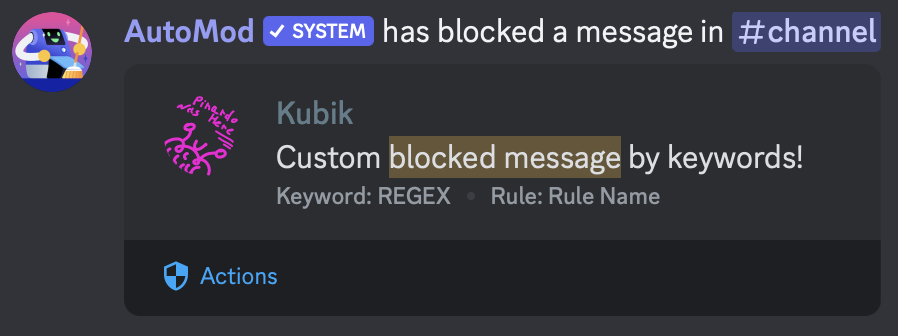 AutoMod ✓ SYSTEM has blocked a message in #channel
pinardo
was Here
Kubik
Custom blocked message by keywords!
Keyword: REGEX • Rule: Rule Name
Actions